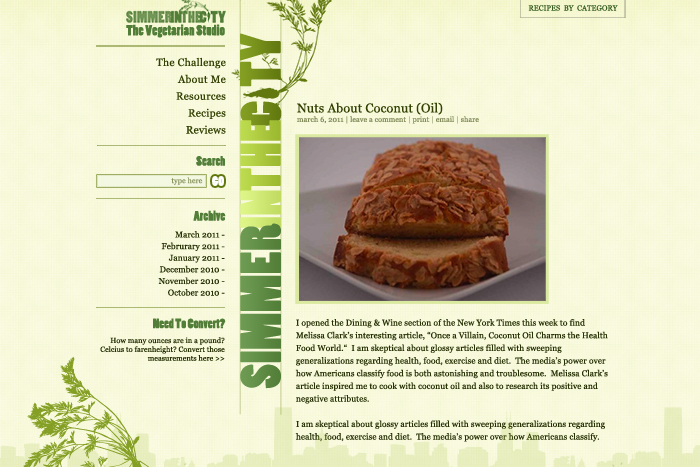 SIMMERINTHECITY
The Vegetarian Studio
The Challenge
About Me
Resources
Recipes
Reviews
Search
type here GO
Archive
March 2011 -
Februrary 2011 -
January 2011 -
December 2010 -
November 2010 -
October 2010 -
Need To Convert?
How many ounces are in a pound?
Celcius to farenheight? Convert those
measurements here >>
SIMMERINTHECITY
RECIPES BY CATEGORY
Nuts About Coconut (Oil)
march 6, 2011 | leave a comment | print | email | share
I opened the Dining & Wine section of the New York Times this week to find
Melissa Clark's interesting article, "Once a Villain, Coconut Oil Charms the Health
Food World." I am skeptical about glossy articles filled with sweeping
generalizations regarding health, food, exercise and diet. The media's power over
how Americans classify food is both astonishing and troublesome. Melissa Clark's
article inspired me to cook with coconut oil and also to research its positive and
negative attributes.
I am skeptical about glossy articles filled with sweeping generalizations regarding
health, food, exercise and diet. The media's power over how Americans classify.